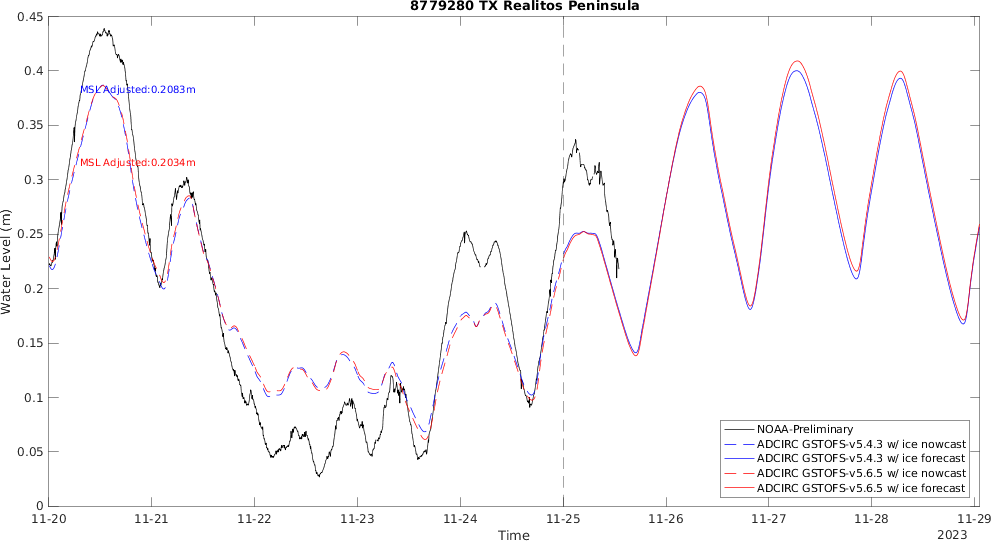 8779280 TX Realitos Peninsula
0.45
0.4
0.35
0.3
0.25
0.2
0.15
0.1
0.05
0
Water Level (m)
MSL Adjusted:0.2083m
MSL Adjusted:0.2034m
NOAA-Preliminary
ADCIRC GSTOFS-v5.4.3 w/ ice nowcast
ADCIRC GSTOFS-v5.4.3 w/ ice forecast
ADCIRC GSTOFS-v5.6.5 w/ ice nowcast
ADCIRC GSTOFS-v5.6.5 w/ ice forecast
11-20 11-21 11-22 11-23 11-24 11-25 11-26 11-27 11-28 11-29
Time
2023